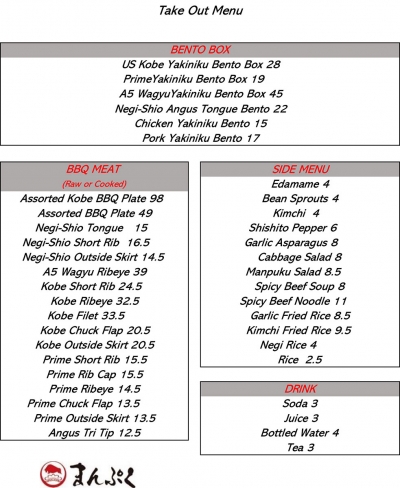 Take Out Menu
BENTO BOX
US Kobe Yakiniku Bento Box 28
PrimeYakiniku Bento Box 19
A5 WagyuYakiniku Bento Box 45
Negi-Shio Angus Tongue Bento 22
Chicken Yakiniku Bento 15
Pork Yakiniku Bento 17
BBQ MEAT
(Raw or Cooked)
Assorted Kobe BBQ Plate 98
Assorted BBQ Plate 49
Negi-Shio Tongue 15
Negi-Shio Short Rib 16.5
Negi-Shio Outside Skirt 14.5
A5 Wagyu Ribeye 39
Kobe Short Rib 24.5
Kobe Ribeye 32.5
Kobe Filet 33.5
Kobe Chuck Flap 20.5
Kobe Outside Skirt 20.5
Prime Short Rib 15.5
Prime Rib Cap 15.5
Prime Ribeye 14.5
Prime Chuck Flap 13.5
Prime Outside Skirt 13.5
Angus Tri Tip 12.5
SIDE MENU
Edamame 4
Bean Sprouts 4
Kimchi 4
Shishito Pepper 6
Garlic Asparagus 8
Cabbage Salad 8
Manpuku Salad 8.5
Spicy Beef Soup 8
Spicy Beef Noodle 11
Garlic Fried Rice 8.5
Kimchi Fried Rice 9.5
Negi Rice 4
Rice 2.5
DRINK
Soda 3
Juice 3
Bottled Water 4
Tea 3
まんぷく